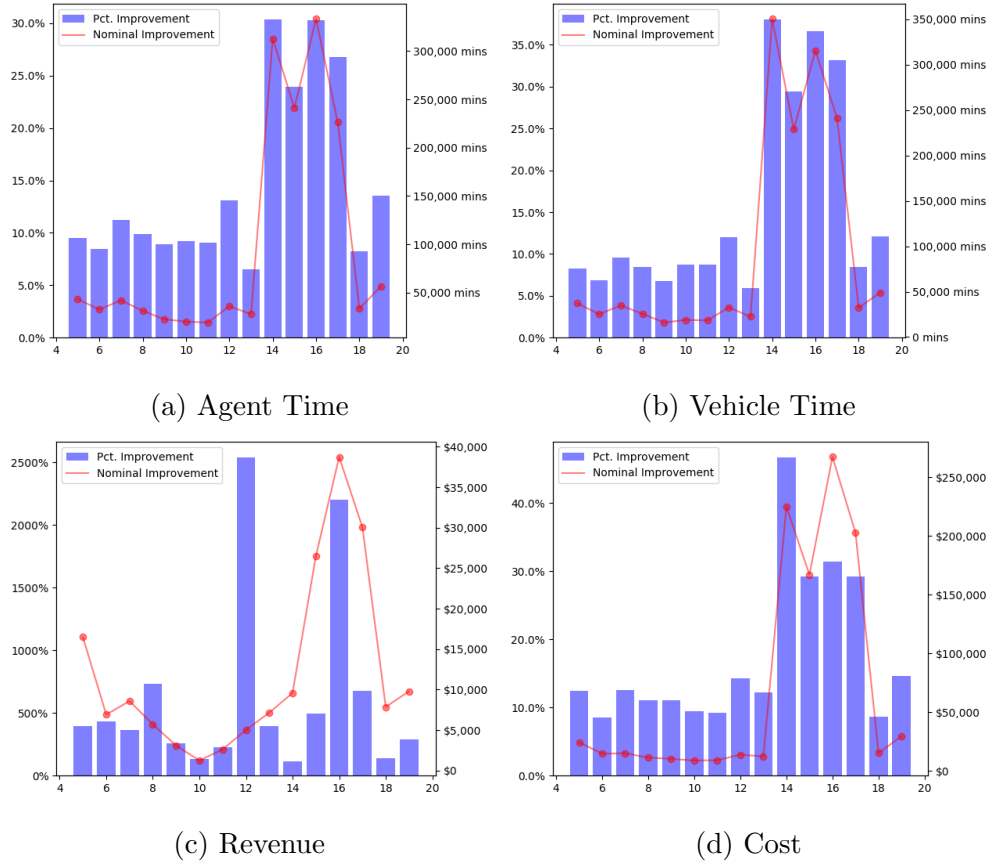 Pct. Improvement
Nominal Improvement
30.0%
25.0%
20.0%
15.0%
10.0%
5.0%
0.0%
300,000 mins
250,000 mins
200,000 mins
150,000 mins
100,000 mins
50,000 mins
4 6 8 10 12 14 16 18 20
(a) Agent Time
Pct. Improvement
Nominal Improvement
35.0%
30.0%
25.0%
20.0%
15.0%
10.0%
5.0%
0.0%
350,000 mins
300,000 mins
250,000 mins
200,000 mins
150,000 mins
100,000 mins
50,000 mins
0 mins
4 6 8 10 12 14 16 18 20
(b) Vehicle Time
Pct. Improvement
Nominal Improvement
2500%
2000%
1500%
1000%
500%
0%
$40,000
$35,000
$30,000
$25,000
$20,000
$15,000
$10,000
$5,000
$0
4 6 8 10 12 14 16 18 20
(c) Revenue
Pct. Improvement
Nominal Improvement
40.0%
30.0%
20.0%
10.0%
0.0%
$250,000
$200,000
$150,000
$100,000
$50,000
$0
4 6 8 10 12 14 16 18 20
(d) Cost